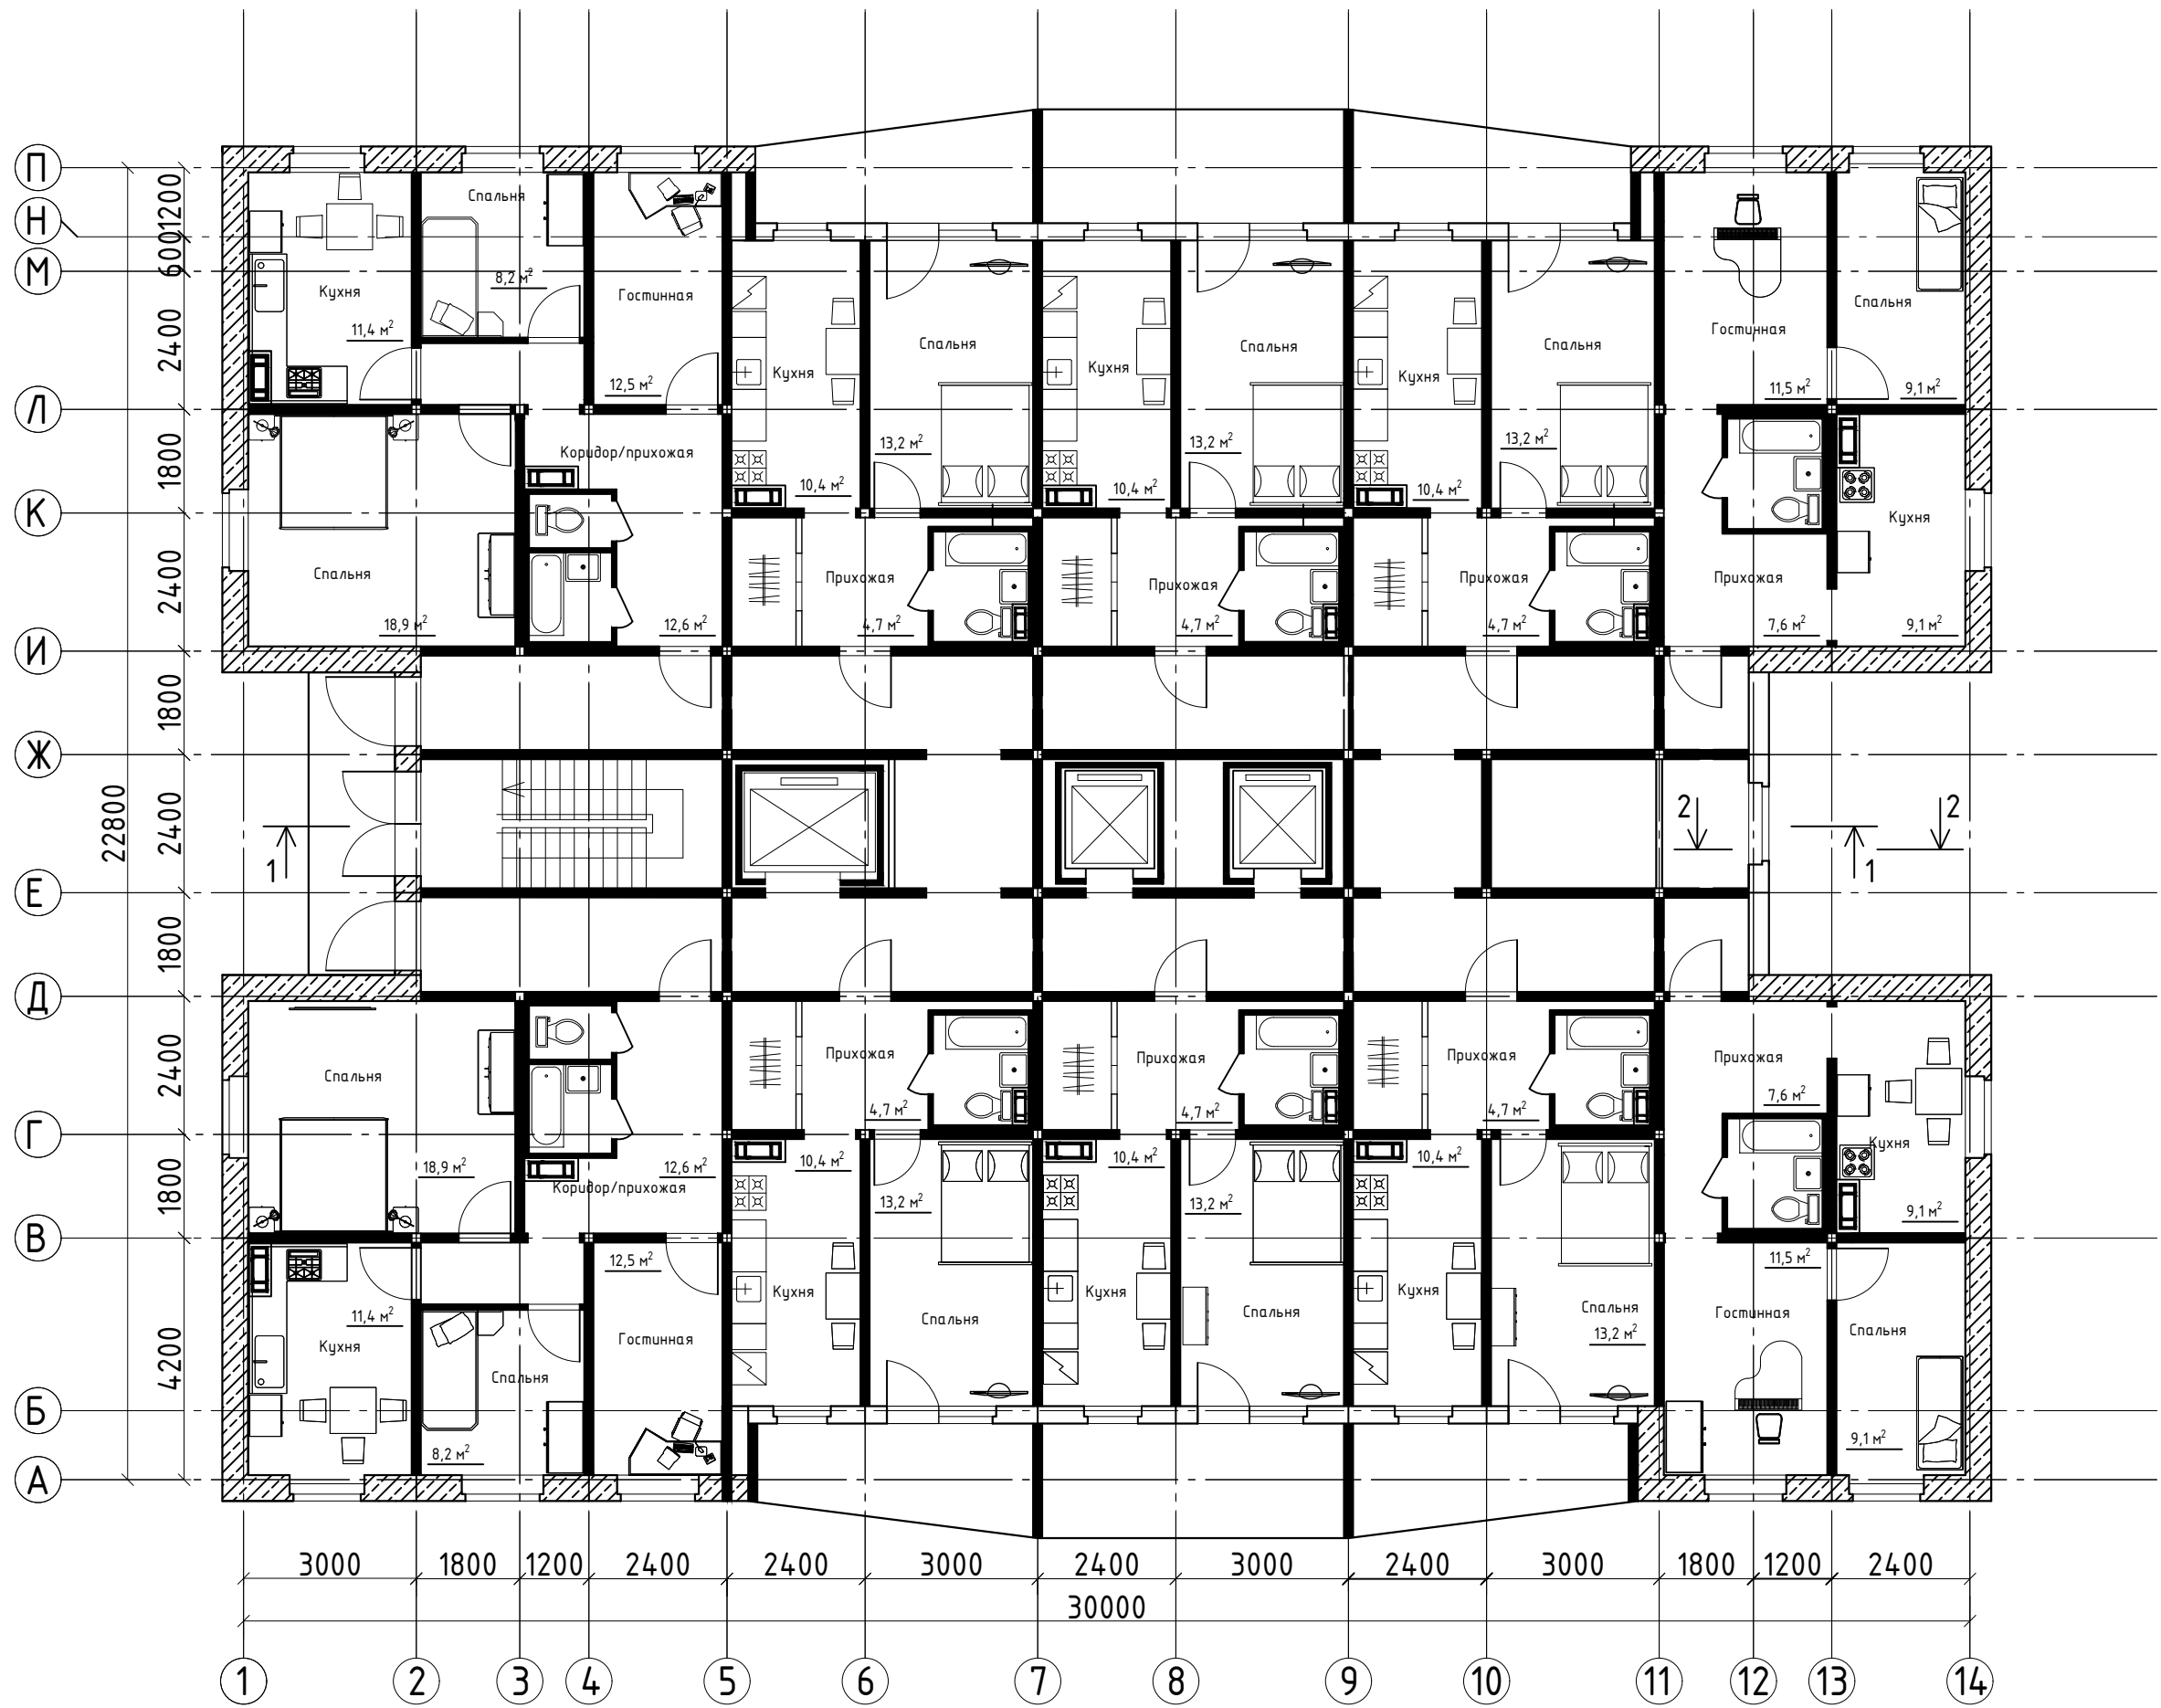 П
Н
М
Л
К
И
Ж
Е
Д
Г
В
Б
А
1200
600
2400
1800
2400
1800
2400
1800
2400
1800
4200
22800
Спальня
8,2 м²
Кухня
11,4 м²
Гостинная
12,5 м²
Кухня
10,4 м²
Спальня
13,2 м²
Кухня
10,4 м²
Спальня
13,2 м²
Кухня
10,4 м²
Спальня
13,2 м²
Гостинная
11,5 м²
Спальня
9,1 м²
Коридор/прихожая
12,6 м²
Спальня
18,9 м²
Прихожая
4,7 м²
Прихожая
4,7 м²
Прихожая
4,7 м²
Прихожая
7,6 м²
Кухня
9,1 м²
1
2
2
1
Спальня
18,9 м²
12,6 м²
Коридор/прихожая
Прихожая
4,7 м²
Прихожая
4,7 м²
Прихожая
4,7 м²
Прихожая
7,6 м²
Кухня
9,1 м²
11,4 м²
Кухня
Спальня
8,2 м²
12,5 м²
Гостинная
10,4 м²
Кухня
13,2 м²
Спальня
10,4 м²
Кухня
13,2 м²
Спальня
10,4 м²
Кухня
Спальня
13,2 м²
11,5 м²
Гостинная
Спальня
9,1 м²
3000 1800 1200 2400 2400 3000 2400 3000 2400 3000 1800 1200 2400
30000
1 2 3 4 5 6 7 8 9 10 11 12 13 14